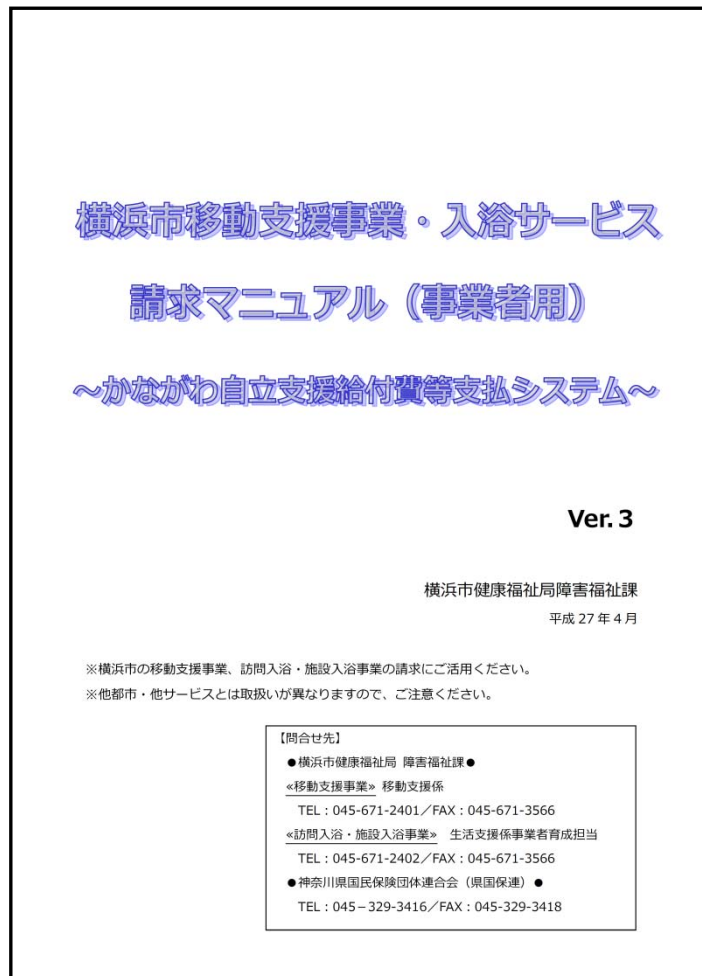 横浜市移動支援事業・入浴サービス
請求マニュアル（事業者用）
～かながわ自立支援給付費等支払システム～
Ver. 3
横浜市健康福祉局障害福祉課
平成 27 年 4 月
※横浜市の移動支援事業、訪問入浴・施設入浴事業の請求にご活用ください。
※他都市・他サービスとは取扱いが異なりますので、ご注意ください。
【問合せ先】
●横浜市健康福祉局 障害福祉課●
«移動支援事業» 移動支援係
TEL：045-671-2401／FAX：045-671-3566
«訪問入浴・施設入浴事業» 生活支援係事業者育成担当
TEL：045-671-2402／FAX：045-671-3566
●神奈川県国民保険団体連合会（県国保連）●
TEL：045－329-3416／FAX：045-329-3418